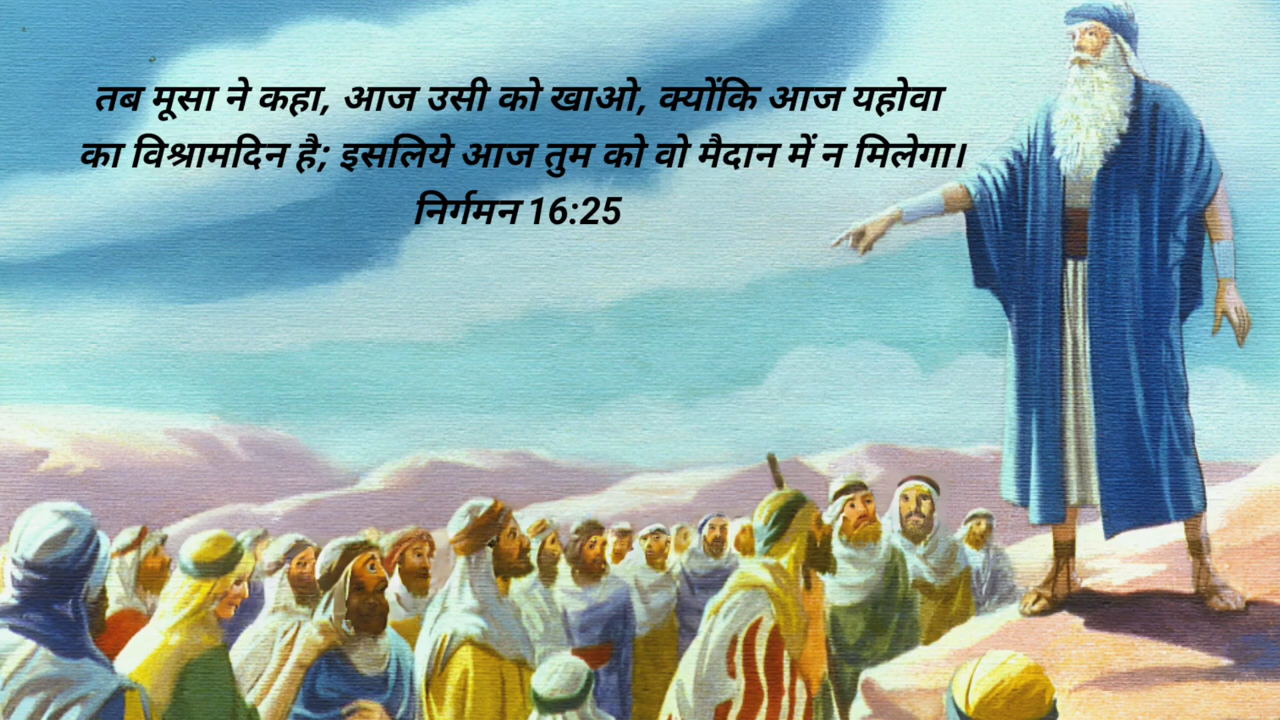 तब मूसा ने कहा, आज उसी को खाओ, क्योंकि आज यहोवा
का विश्रामदिन है; इसलिये आज तुम को वो मैदान में न मिलेगा।
निर्गमन 16:25